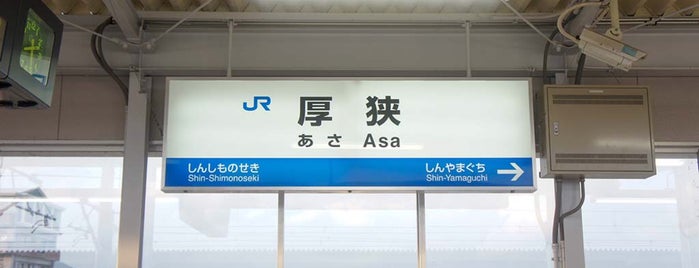 JR 厚狭
あさ Asa
しんしものせき
Shin-Shimonoseki
しんやまぐち
Shin-Yamaguchi